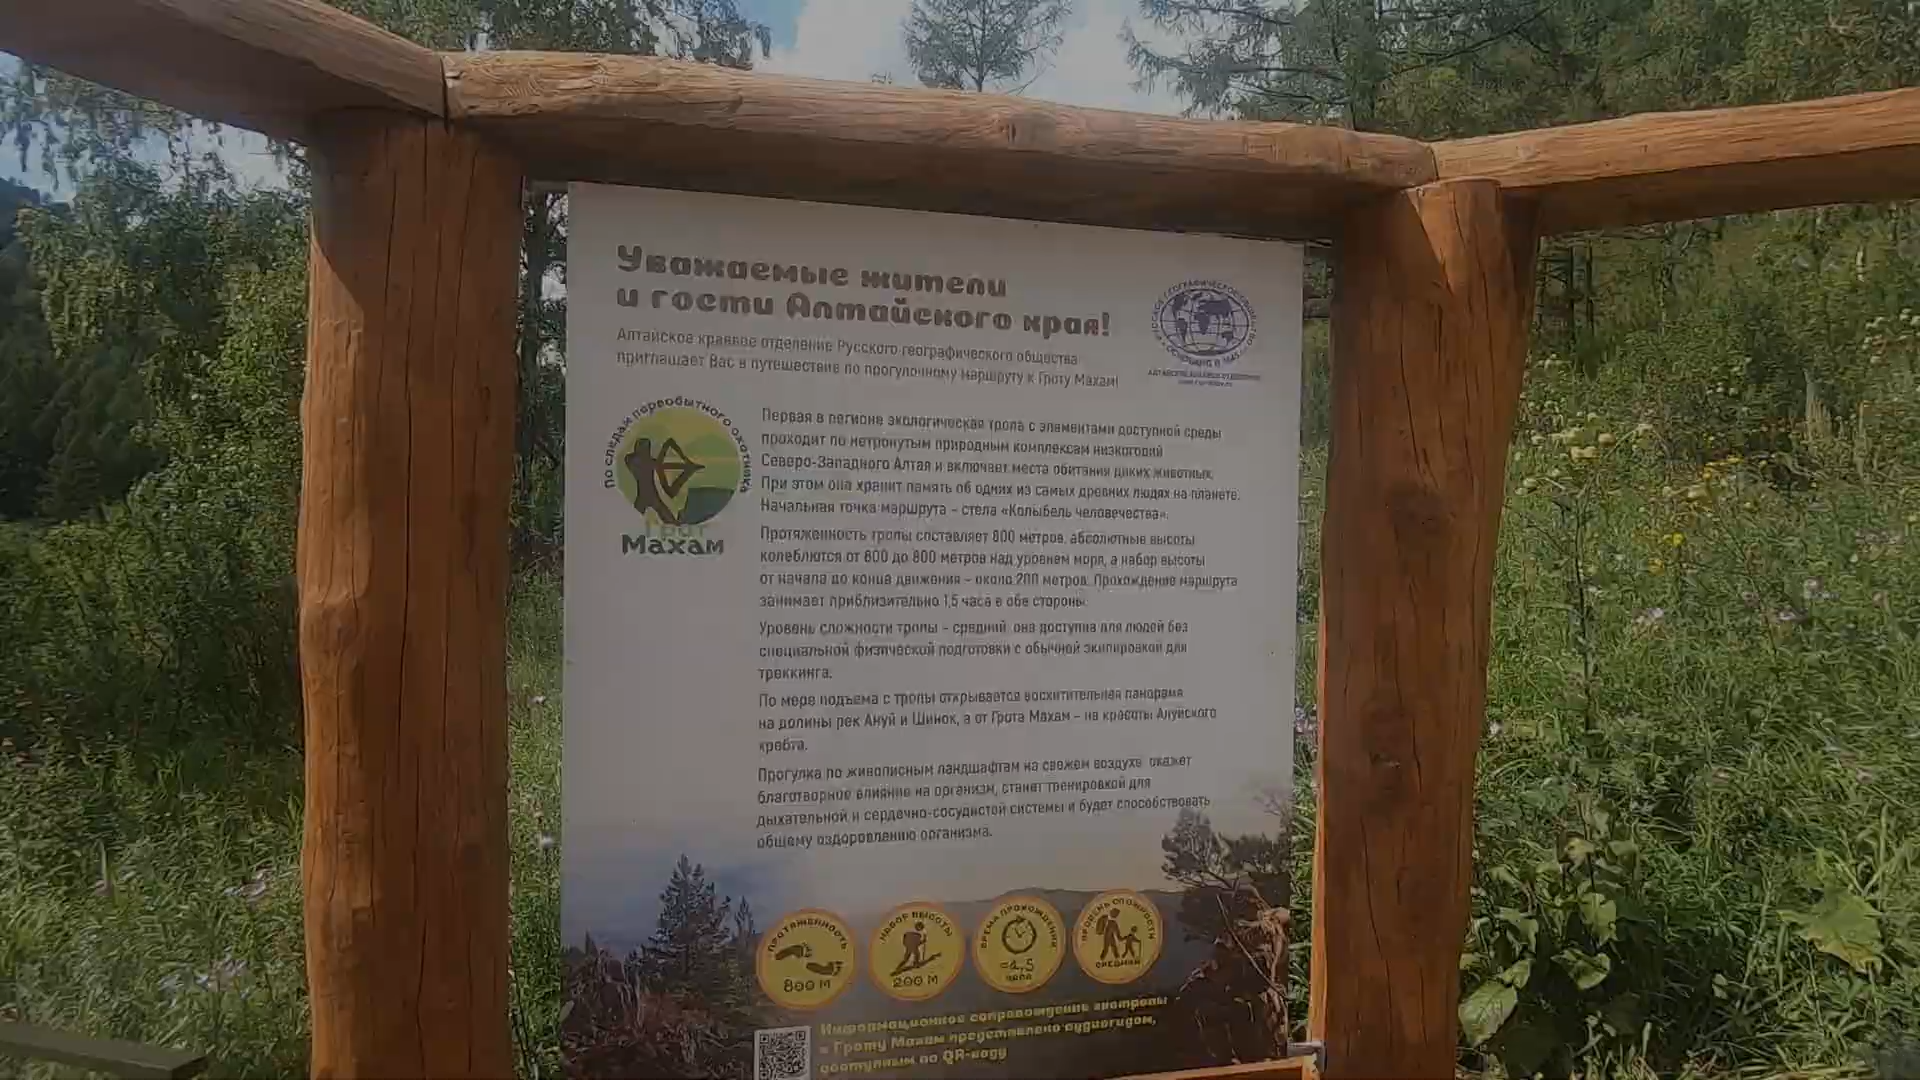 Уважаемые жители
и гости Алтайского края!
Алтайское краевое отделение Русского географического общества
приглашает Вас в путешествие по прогулочному маршруту к Гроту Махам!
РУССКОЕ ГЕОГРАФИЧЕСКОЕ ОБЩЕСТВО
ОСНОВАНО В 1845
По следам первобытного охотника
Грот
Махам
Первая в регионе экологическая тропа с элементами доступной среды
проходит по нетронутым природным комплексам низкогорий
Северо-Западного Алтая и включает места обитания диких животных.
При этом она хранит память об одних из самых древних людях на планете.
Начальная точка маршрута – стела «Колыбель человечества».
Протяженность тропы составляет 800 метров, абсолютные высоты
колеблются от 600 до 800 метров над уровнем моря, а набор высоты
от начала до конца движения – около 200 метров. Прохождение маршрута
занимает приблизительно 1,5 часа в обе стороны.
Уровень сложности тропы – средний, она доступна для людей без
специальной физической подготовки с обычной экипировкой для
треккинга.
По мере подъема с тропы открывается восхитительная панорама
на долины рек Ануй и Шинок, а от Грота Махам – на красоты Ануйского
хребта.
Прогулка по живописным ландшафтам на свежем воздухе окажет
благотворное влияние на организм, станет тренировкой для
дыхательной и сердечно-сосудистой системы и будет способствовать
общему оздоровлению организма.
ПРОТЯЖЕННОСТЬ
800 м
НАБОР ВЫСОТЫ
200 м
ВРЕМЯ ПРОХОЖДЕНИЯ
≈1,5
часа
УРОВЕНЬ СЛОЖНОСТИ
СРЕДНИЙ
Информационное сопровождение экотропы
к Гроту Махам представлено аудиогидом,
доступным по QR-коду